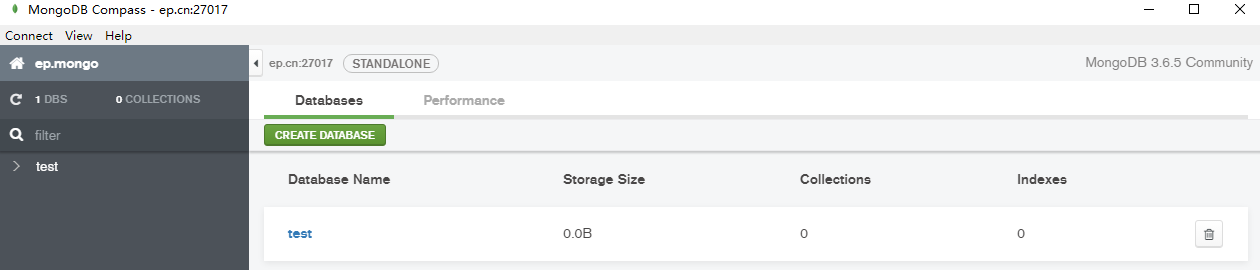 MongoDB Compass - ep.cn:27017
Connect View Help
ep.mongo
ep.cn:27017 STANDALONE
MongoDB 3.6.5 Community
1 DBS 0 COLLECTIONS
Databases Performance
filter
CREATE DATABASE
test
Database Name Storage Size Collections Indexes
test 0.0B 0 0